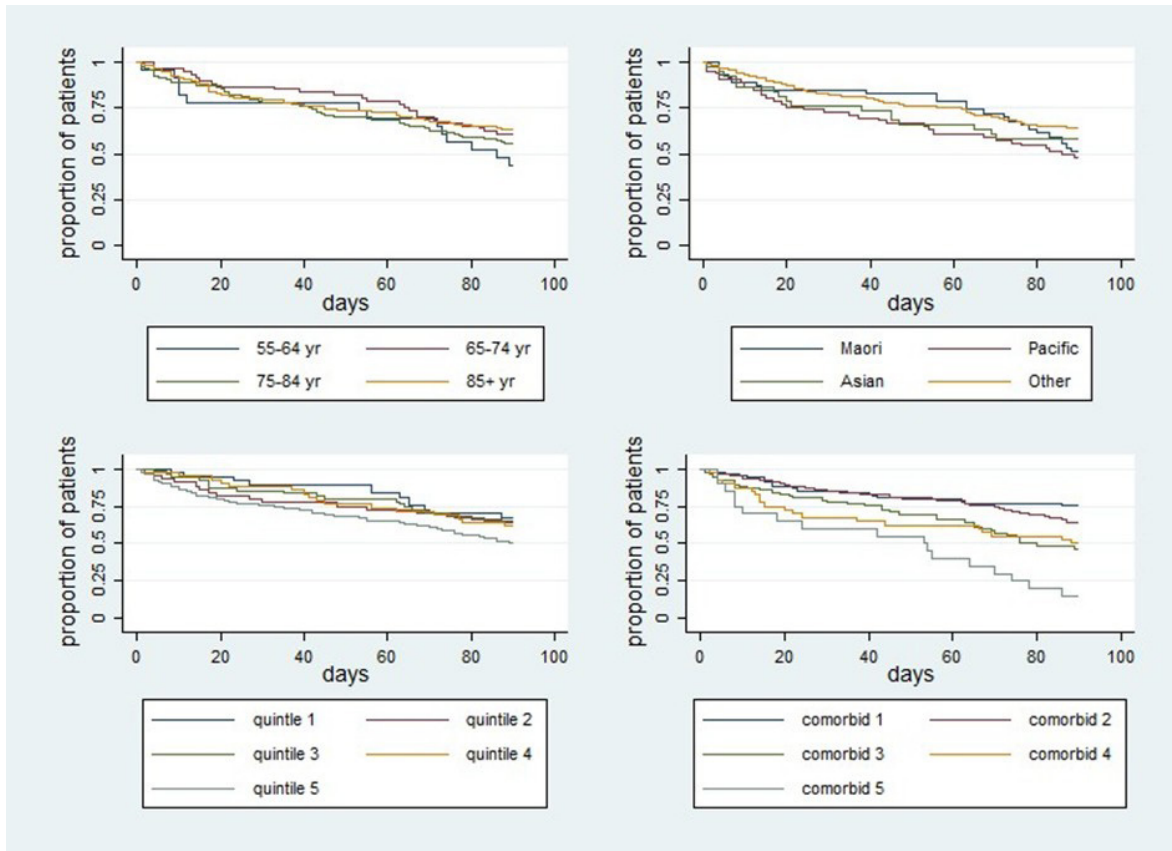 proportion of patients
1
0.75
0.5
0.25
0
0 20 40 60 80 100
days
55-64 yr 65-74 yr
75-84 yr 85+ yr
proportion of patients
1
0.75
0.5
0.25
0
0 20 40 60 80 100
days
Maori Pacific
Asian Other
proportion of patients
1
0.75
0.5
0.25
0
0 20 40 60 80 100
days
quintile 1 quintile 2
quintile 3 quintile 4
quintile 5
proportion of patients
1
0.75
0.5
0.25
0
0 20 40 60 80 100
days
comorbid 1 comorbid 2
comorbid 3 comorbid 4
comorbid 5